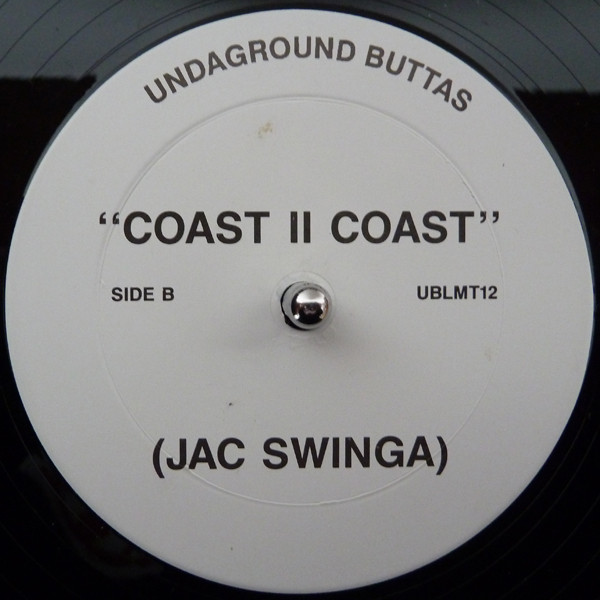 UNDAGROUND BUTTAS
“COAST II COAST”
SIDE B
UBLMT12
(JAC SWINGA)